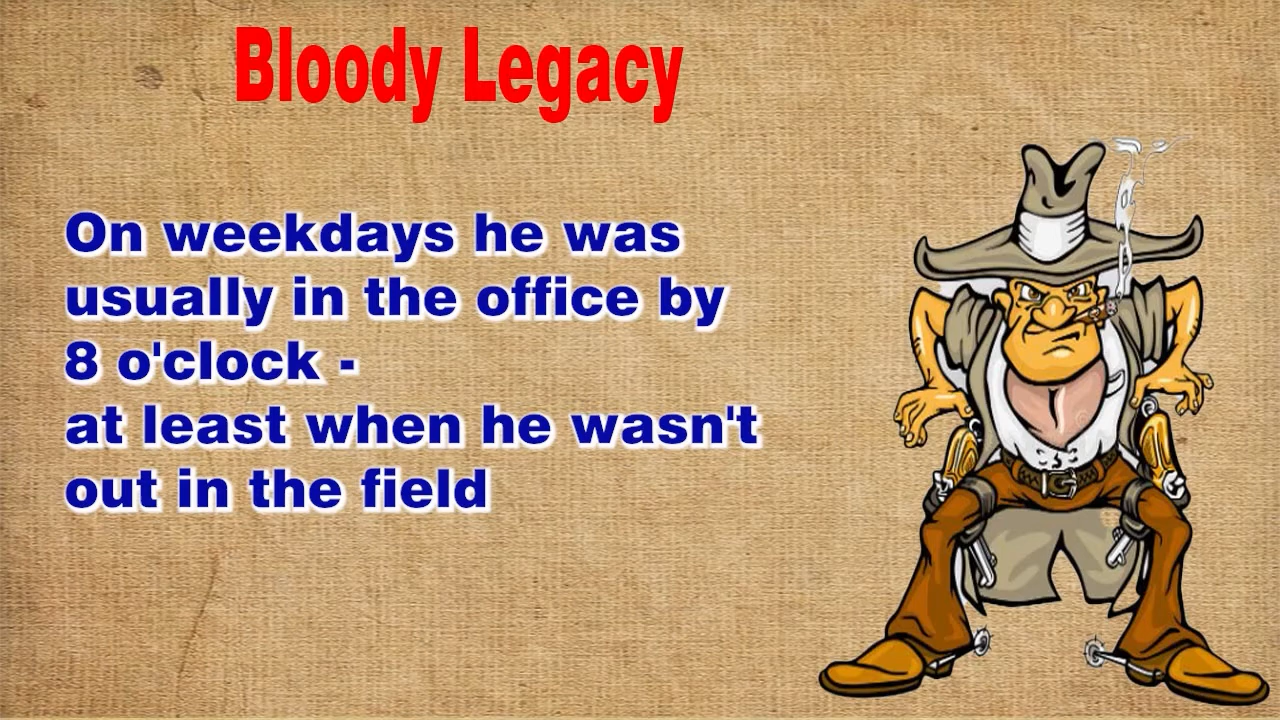 Bloody Legacy
On weekdays he was
usually in the office by
8 o'clock -
at least when he wasn't
out in the field